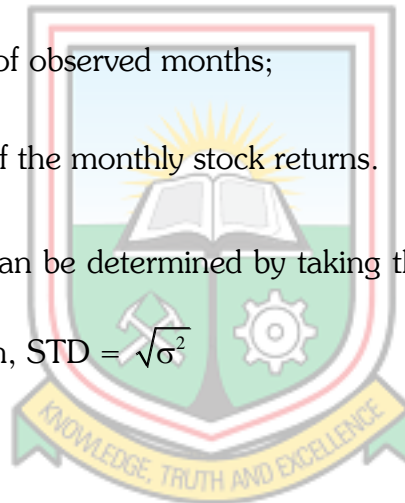 of observed months;
f the monthly stock returns.
an be determined by taking th
n, STD = √σ²
KNOWLEDGE, TRUTH AND EXCELLENCE